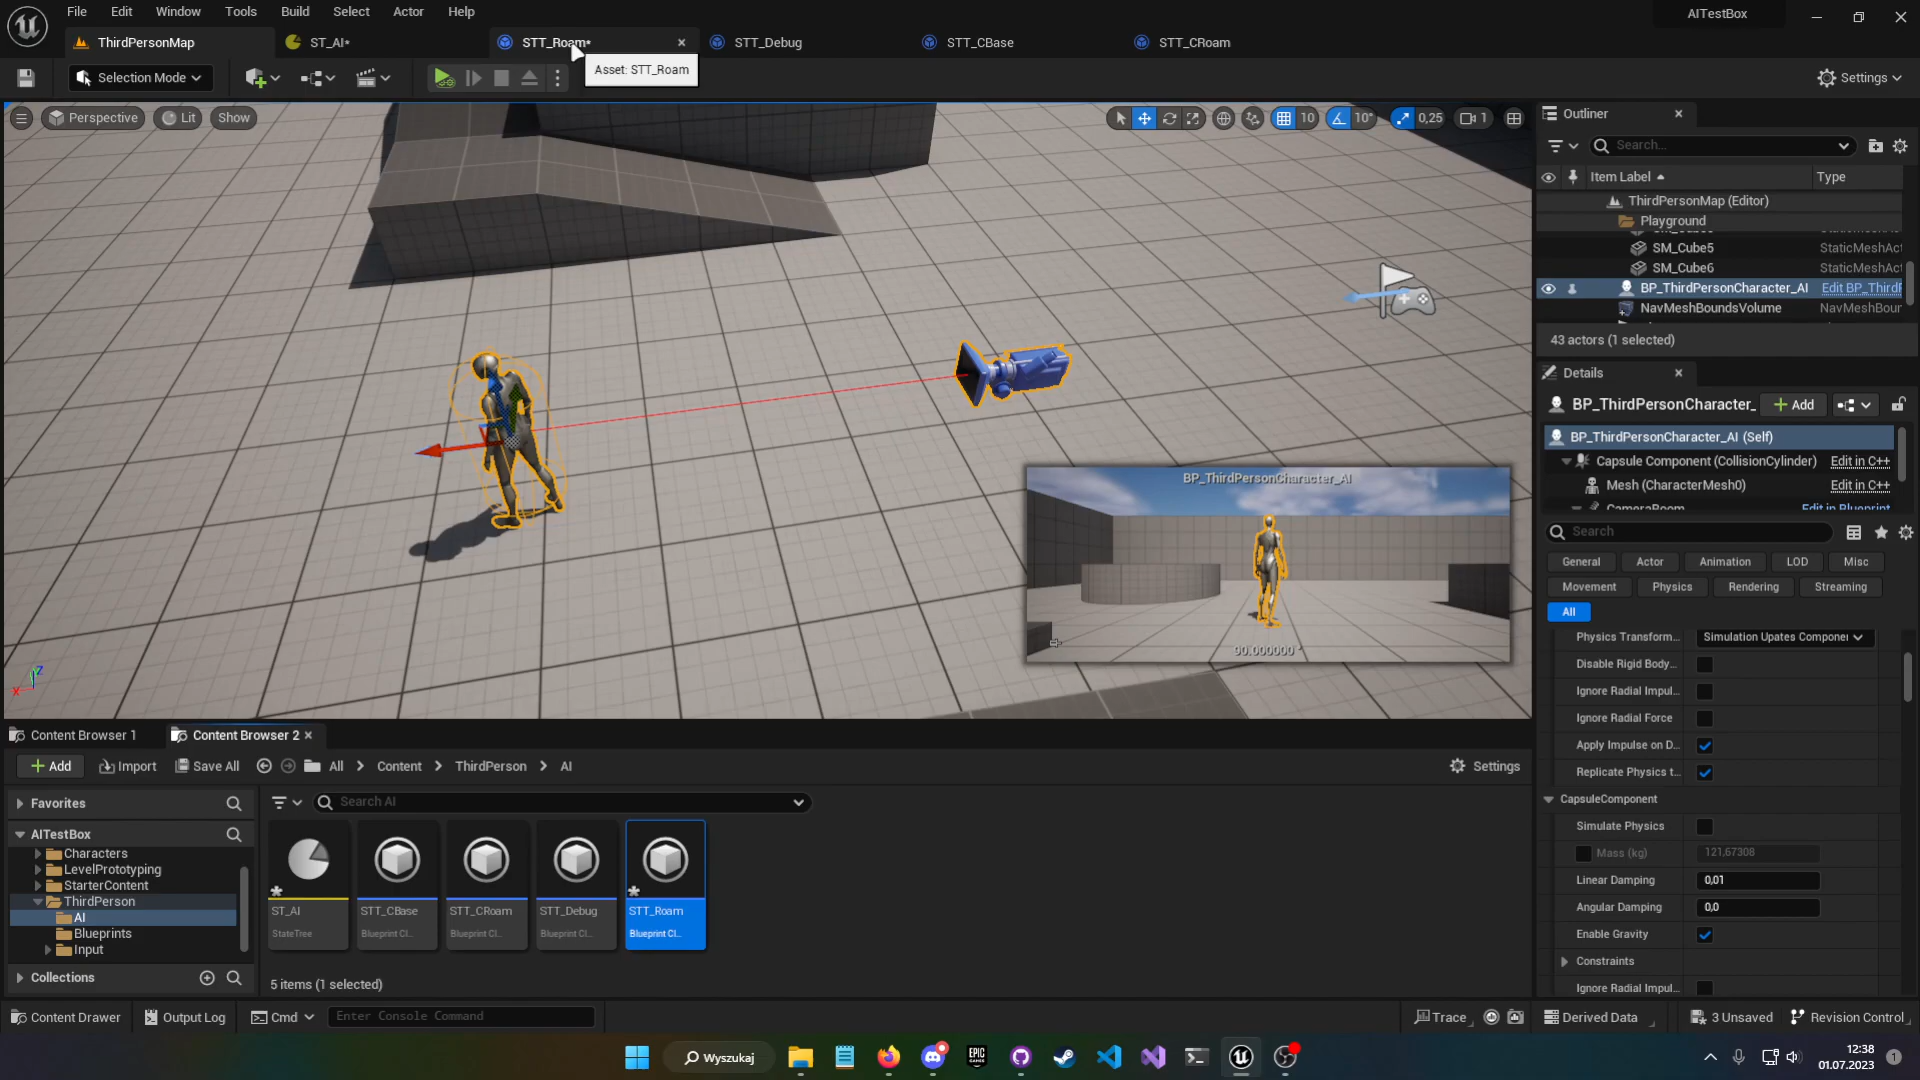 File Edit Window Tools Build Select Actor Help
AITestBox
ThirdPersonMap
ST_AI*
STT_Roam*
STT_Debug
STT_CBase
STT_CRoam
Asset: STT_Roam
Selection Mode
Settings
Perspective
Lit
Show
10
10°
0,25
1
Outliner
Search...
Item Label
Type
ThirdPersonMap (Editor)
Playground
SM_Cube5
StaticMeshAct
SM_Cube6
StaticMeshAct
BP_ThirdPersonCharacter_AI
Edit BP_ThirdP
NavMeshBoundsVolume
NavMeshBour
43 actors (1 selected)
Details
BP_ThirdPersonCharacter_
Add
BP_ThirdPersonCharacter_AI (Self)
Capsule Component (CollisionCylinder)
Edit in C++
Mesh (CharacterMesh0)
Edit in C++
CameraBoom
Edit in Blueprint
Search
General
Actor
Animation
LOD
Misc
Movement
Physics
Rendering
Streaming
All
Physics Transform...
Simulation Upates Componen
Disable Rigid Body...
Ignore Radial Impul...
Ignore Radial Force
Apply Impulse on D...
Replicate Physics t...
CapsuleComponent
Simulate Physics
Mass (kg)
121,67308
Linear Damping
0,01
Angular Damping
0,0
Enable Gravity
Constraints
Ignore Radial Impul...
BP_ThirdPersonCharacter_AI
90.000000 °
Z
X
Content Browser 1
Content Browser 2
Add
Import
Save All
All
Content
ThirdPerson
AI
Settings
Favorites
Search AI
AITestBox
Characters
LevelPrototyping
StarterContent
ThirdPerson
AI
Blueprints
Input
Collections
ST_AI
StateTree
STT_CBase
Blueprint Cl...
STT_CRoam
Blueprint Cl...
STT_Debug
Blueprint Cl...
STT_Roam
Blueprint Cl...
5 items (1 selected)
Content Drawer
Output Log
Cmd
Enter Console Command
Trace
Derived Data
3 Unsaved
Revision Control
Wyszukaj
EPIC
GAMES
12:38
01.07.2023
1